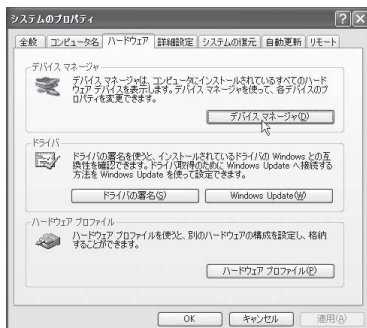 システムのプロパティ
全般 コンピュータ名 ハードウェア 詳細設定 システムの復元 自動更新 リモート
デバイス マネージャ
デバイス マネージャは、コンピュータにインストールされているすべてのハード
ウェア デバイスを表示します。デバイス マネージャを使って、各デバイスのプ
ロパティを変更できます。
デバイス マネージャ(D)
ドライバ
ドライバの署名を使うと、インストールされているドライバの Windows との互
換性を確認できます。ドライバ取得のために Windows Update へ接続する
方法を Windows Update を使って設定できます。
ドライバの署名(S) Windows Update(W)
ハードウェア プロファイル
ハードウェア プロファイルを使うと、別のハードウェアの構成を設定し、格納
することができます。
ハードウェア プロファイル(P)
OK キャンセル 適用(A)